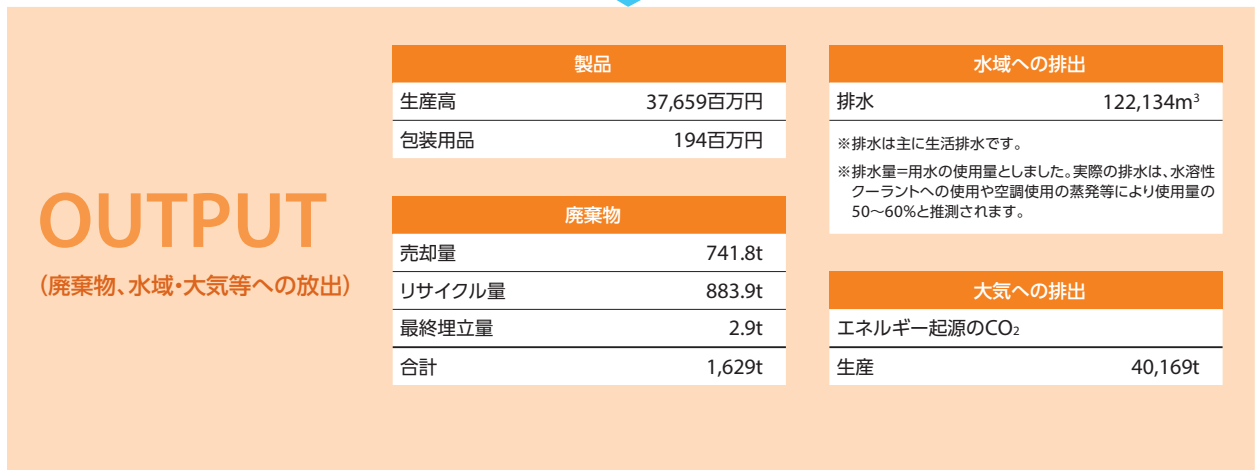 OUTPUT
(廃棄物、水域・大気等への放出)
製品
生産高 37,659百万円
包装用品 194百万円
廃棄物
売却量 741.8t
リサイクル量 883.9t
最終埋立量 2.9t
合計 1,629t
水域への排出
排水 122,134m³
※排水は主に生活排水です。
※排水量=用水の使用量としました。実際の排水は、水溶性
クーラントへの使用や空調使用の蒸発等により使用量の
50〜60%と推測されます。
大気への排出
エネルギー起源のCO₂
生産 40,169t